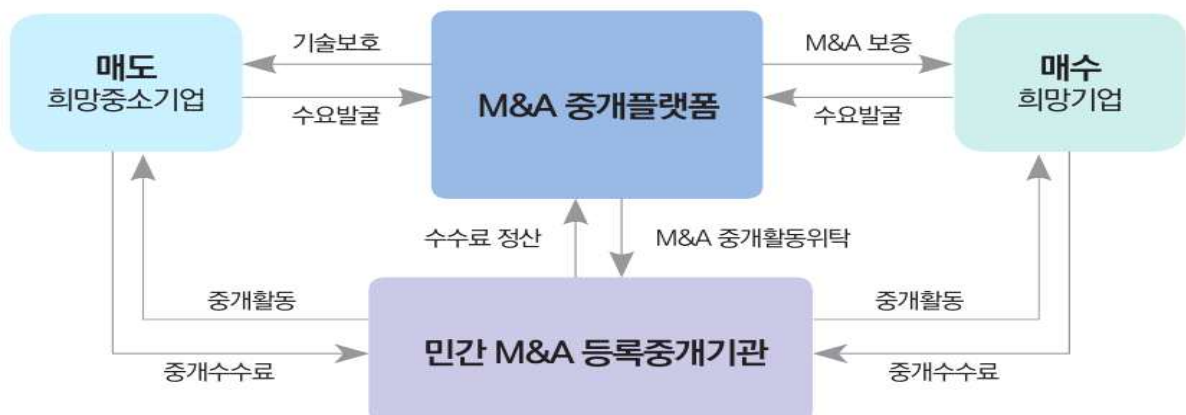 기술보호
M&A 보증
매도
희망중소기업
M&A 중개플랫폼
매수
희망기업
수요발굴
수요발굴
수수료 정산
M&A 중개활동위탁
중개활동
중개활동
민간 M&A 등록중개기관
중개수수료
중개수수료